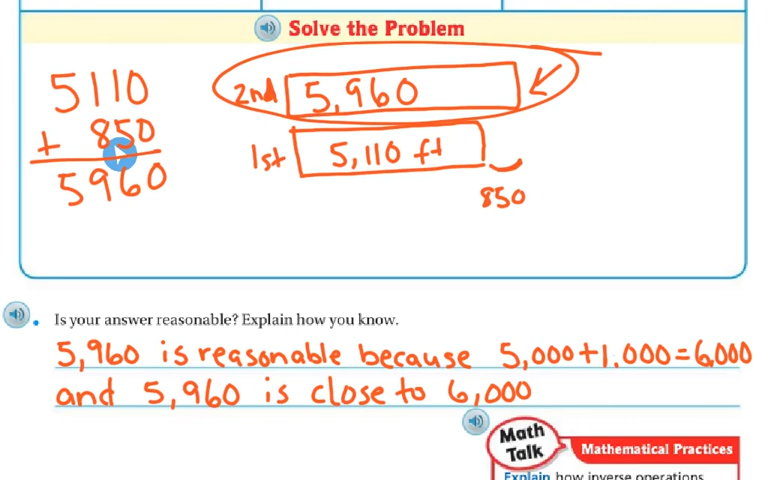 Solve the Problem
5110
+ 850
5960
2nd 5,960
1st 5,110 ft
850
Is your answer reasonable? Explain how you know.
5,960 is reasonable because 5,000+1.000=6,000
and 5,960 is close to 6,000
Math
Talk
Mathematical Practices
Explain how inverse operations